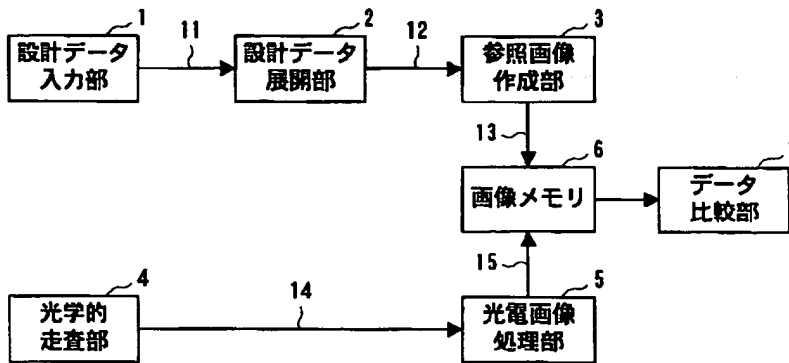 1
設計データ
入力部
11
2
設計データ
展開部
12
3
参照画像
作成部
13
6
画像メモリ
データ
比較部
15
4
光学的
走査部
14
5
光電画像
処理部